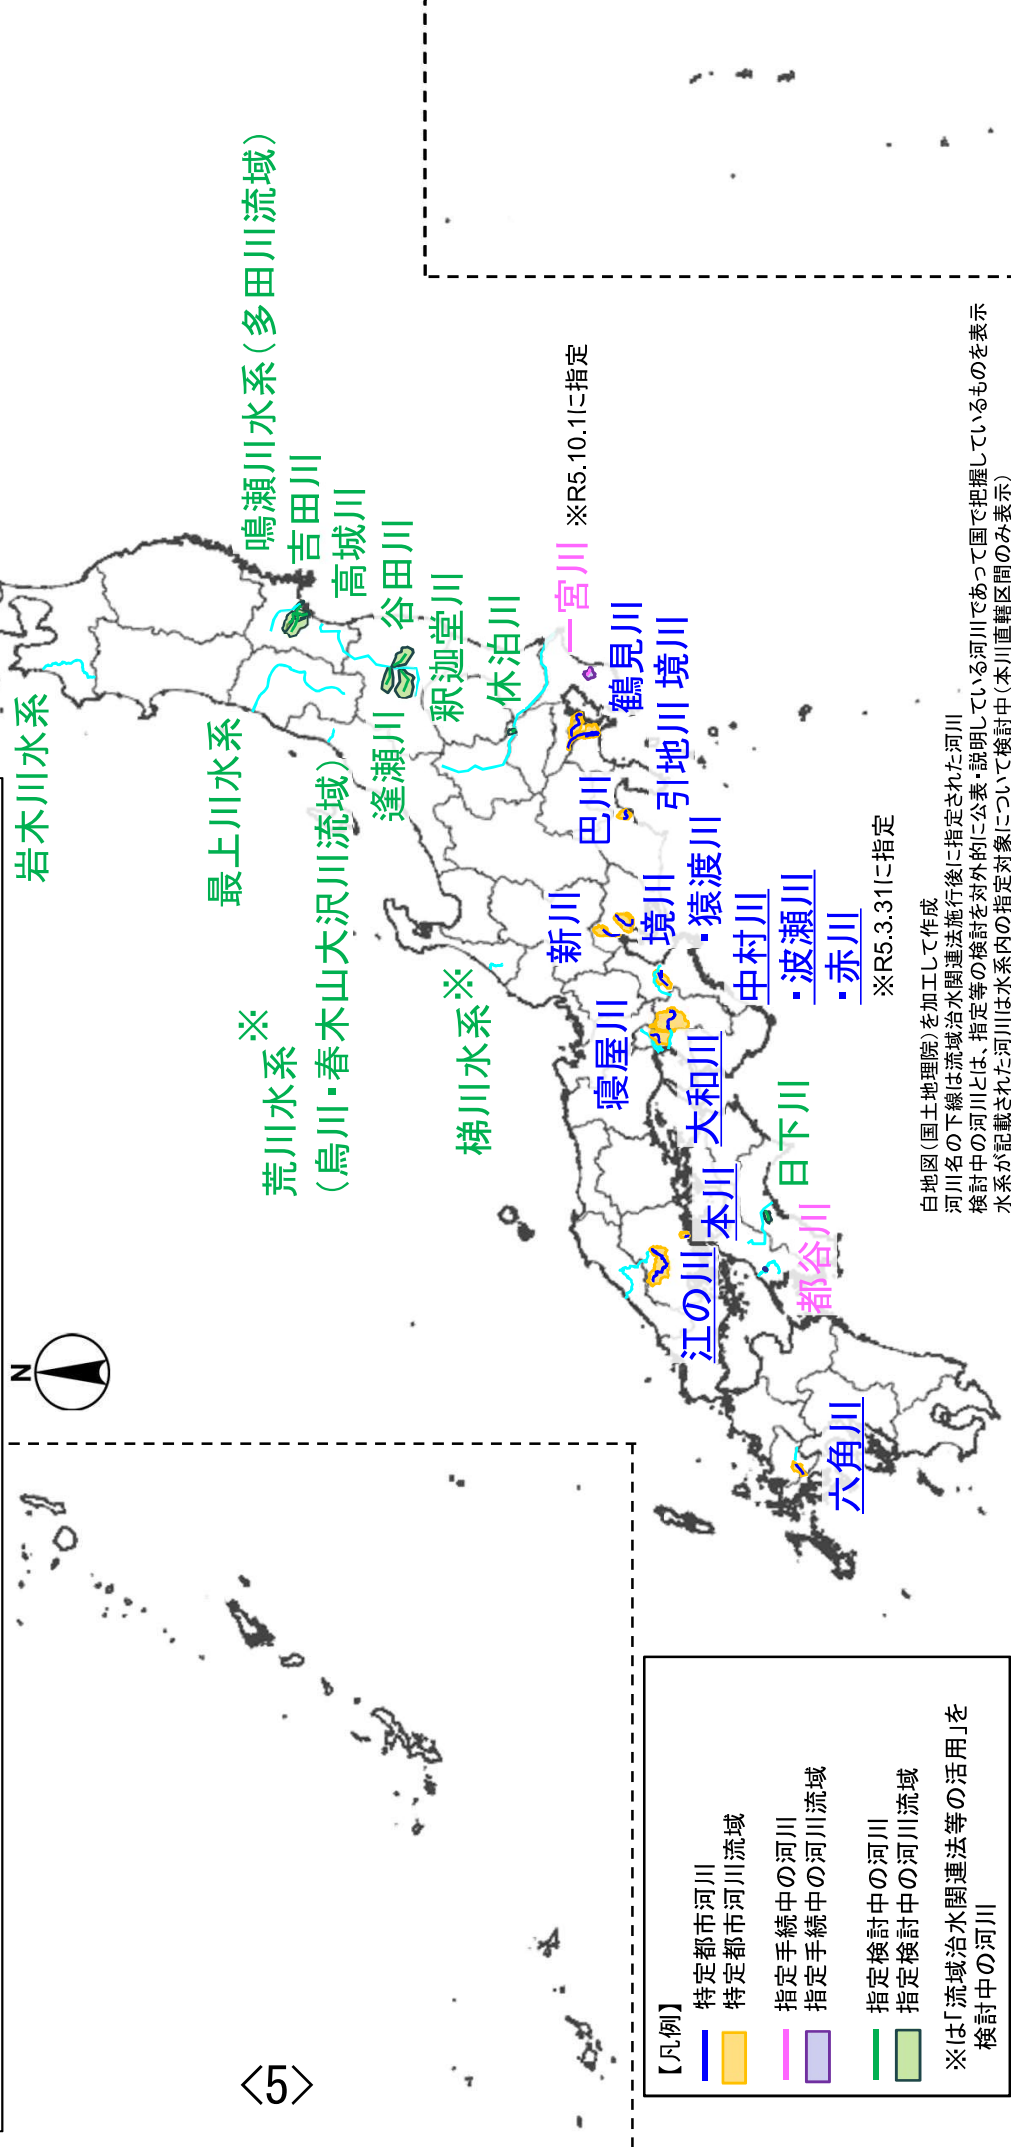 <5>
N
岩木川水系
最上川水系
荒川水系※
(烏川・春木山大沢川流域)
逢瀬川
梯川水系※
鳴瀬川水系(多田川流域)
吉田川
高城川
谷田川
釈迦堂川
休泊川
一宮川 ※R5.10.1に指定
鶴見川
引地川 境川
巴川
新川
境川
・猿渡川
中村川
・波瀬川
・赤川
※R5.3.31に指定
寝屋川
大和川
本川
江の川
日下川
都谷川
六角川
【凡例】
特定都市河川
特定都市河川流域
指定手続中の河川
指定手続中の河川流域
指定検討中の河川
指定検討中の河川流域
※は「流域治水関連法等の活用」を
検討中の河川
白地図(国土地理院)を加工して作成
河川名の下線は流域治水関連法施行後に指定された河川
検討中の河川とは、指定等の検討を対外的に公表・説明している河川であって国で把握しているものを表示
水系が記載された河川は水系内の指定対象について検討中(本川直轄区間のみ表示)